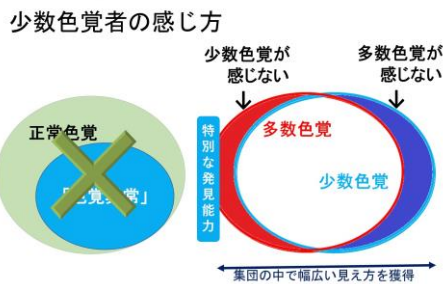 少数色覚者の感じ方
少数色覚が
感じない
多数色覚が
感じない
正常色覚
常」
特別な発見能力
多数色覚
少数色覚
集団の中で幅広い見え方を獲得